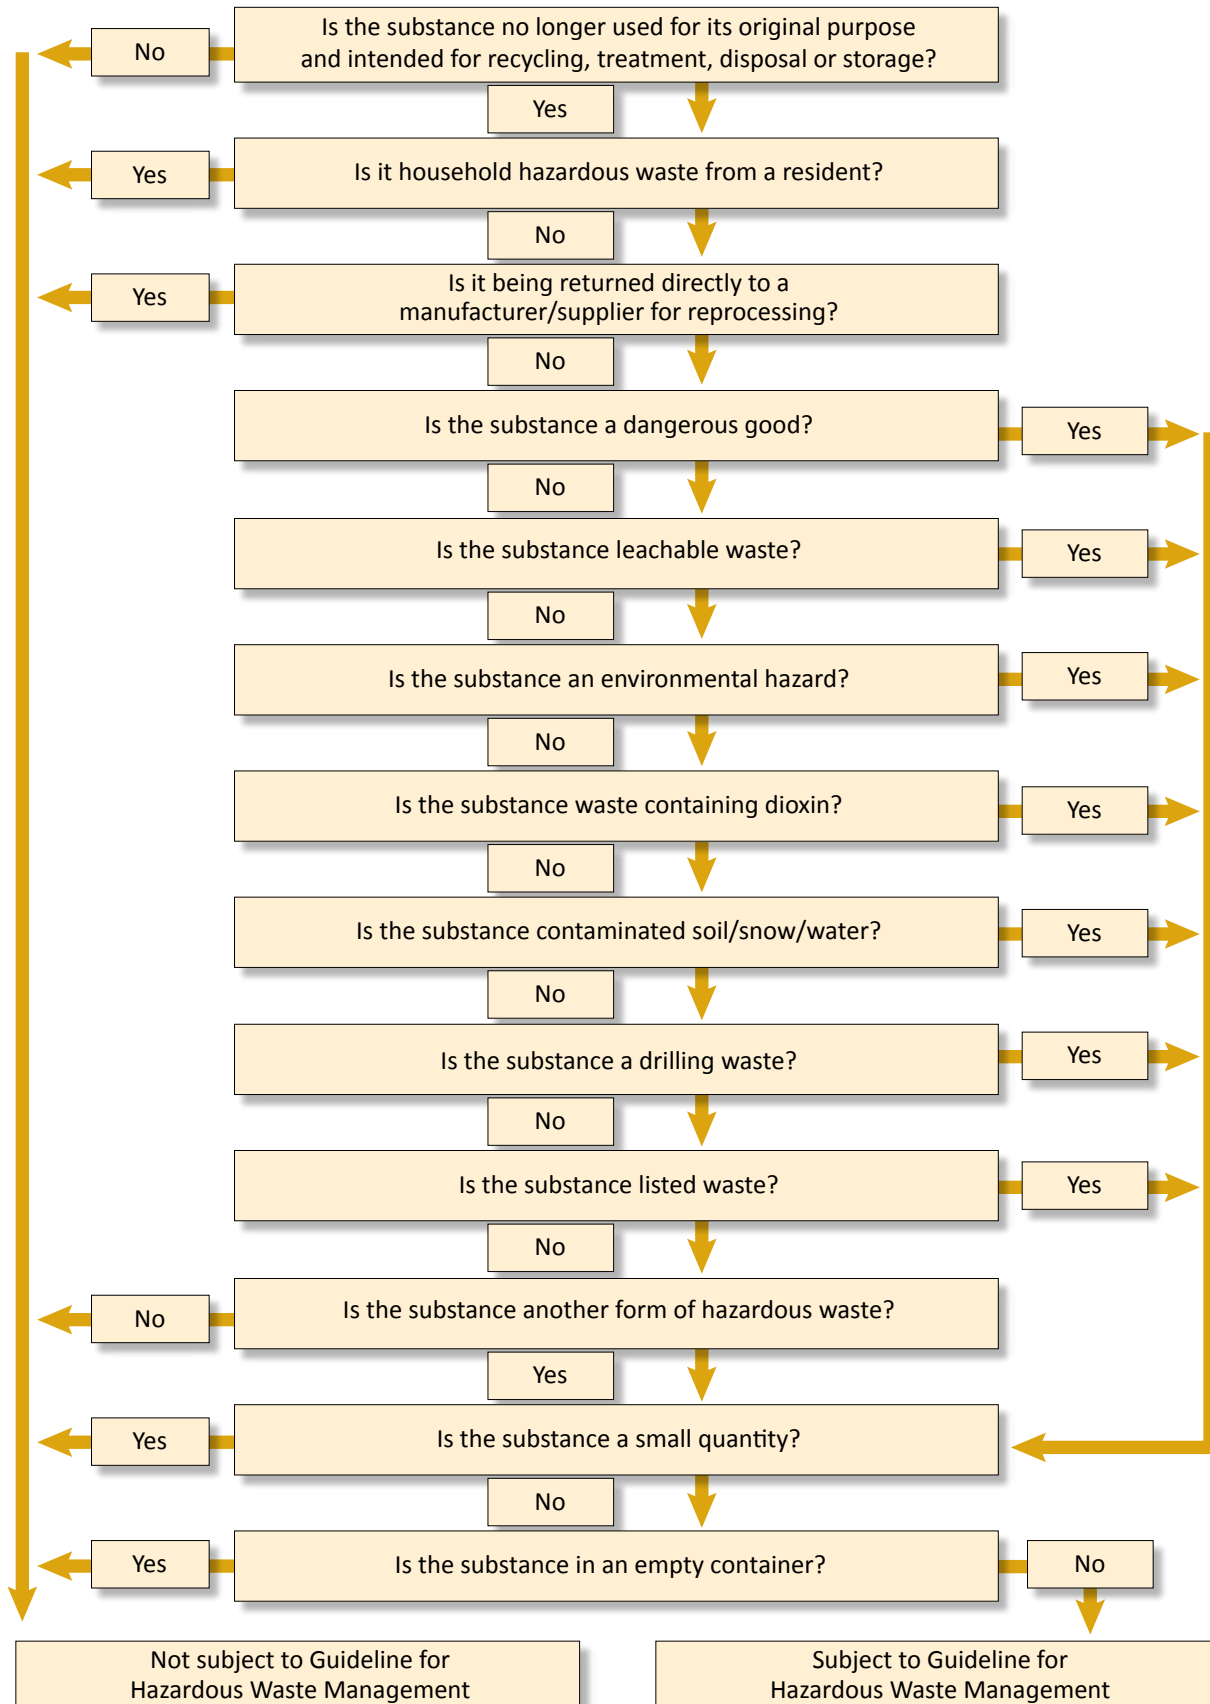 Is the substance no longer used for its original purpose
and intended for recycling, treatment, disposal or storage?
No
Yes
Is it household hazardous waste from a resident?
Yes
No
Is it being returned directly to a
manufacturer/supplier for reprocessing?
Yes
No
Is the substance a dangerous good?
Yes
No
Is the substance leachable waste?
Yes
No
Is the substance an environmental hazard?
Yes
No
Is the substance waste containing dioxin?
Yes
No
Is the substance contaminated soil/snow/water?
Yes
No
Is the substance a drilling waste?
Yes
No
Is the substance listed waste?
Yes
No
Is the substance another form of hazardous waste?
No
Yes
Is the substance a small quantity?
Yes
No
Is the substance in an empty container?
Yes
No
Not subject to Guideline for
Hazardous Waste Management
Subject to Guideline for
Hazardous Waste Management